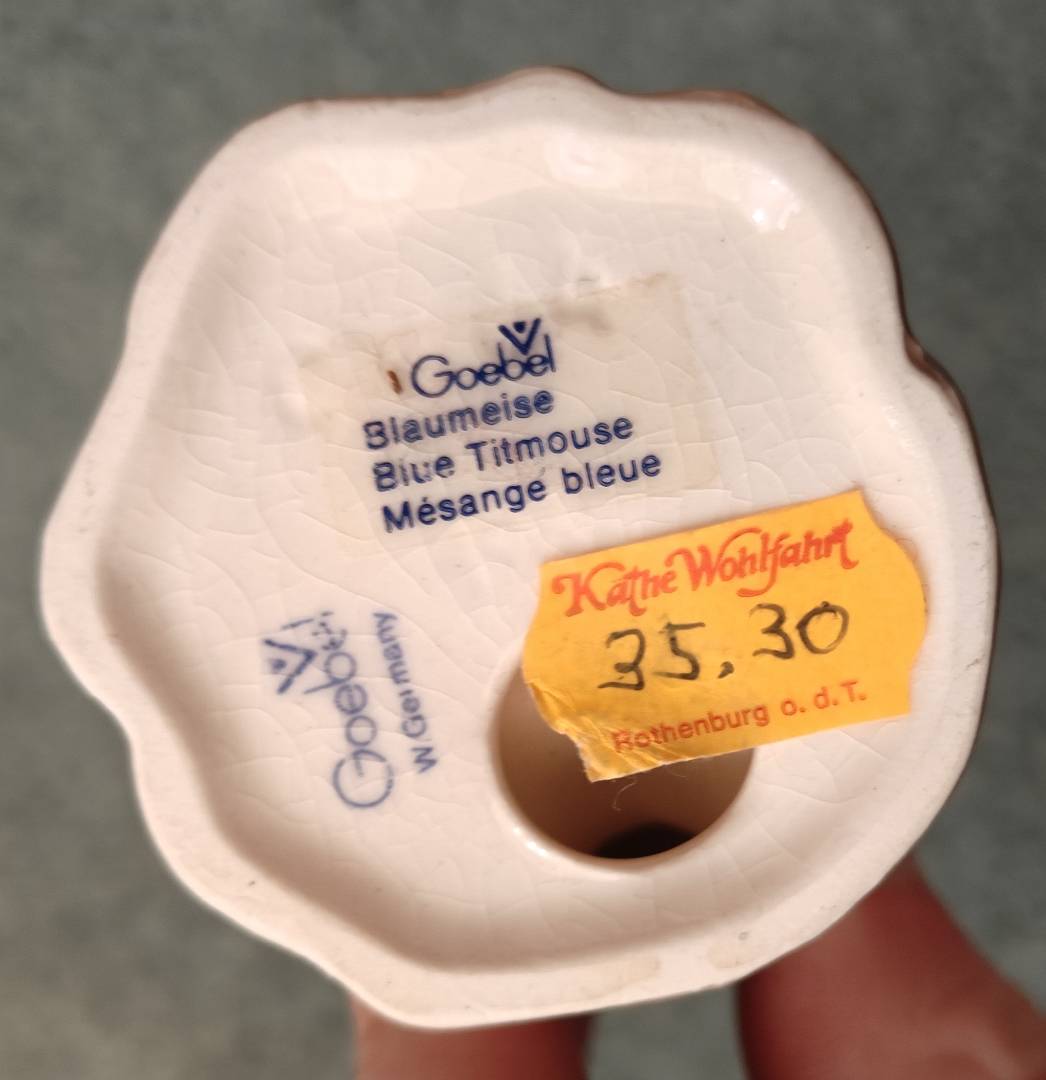 Goebel
Blaumeise
Blue Titmouse
Mésange bleue
Käthe Wohlfahrt
35.30
Rothenburg o. d. T.
Goebel
W.Germany